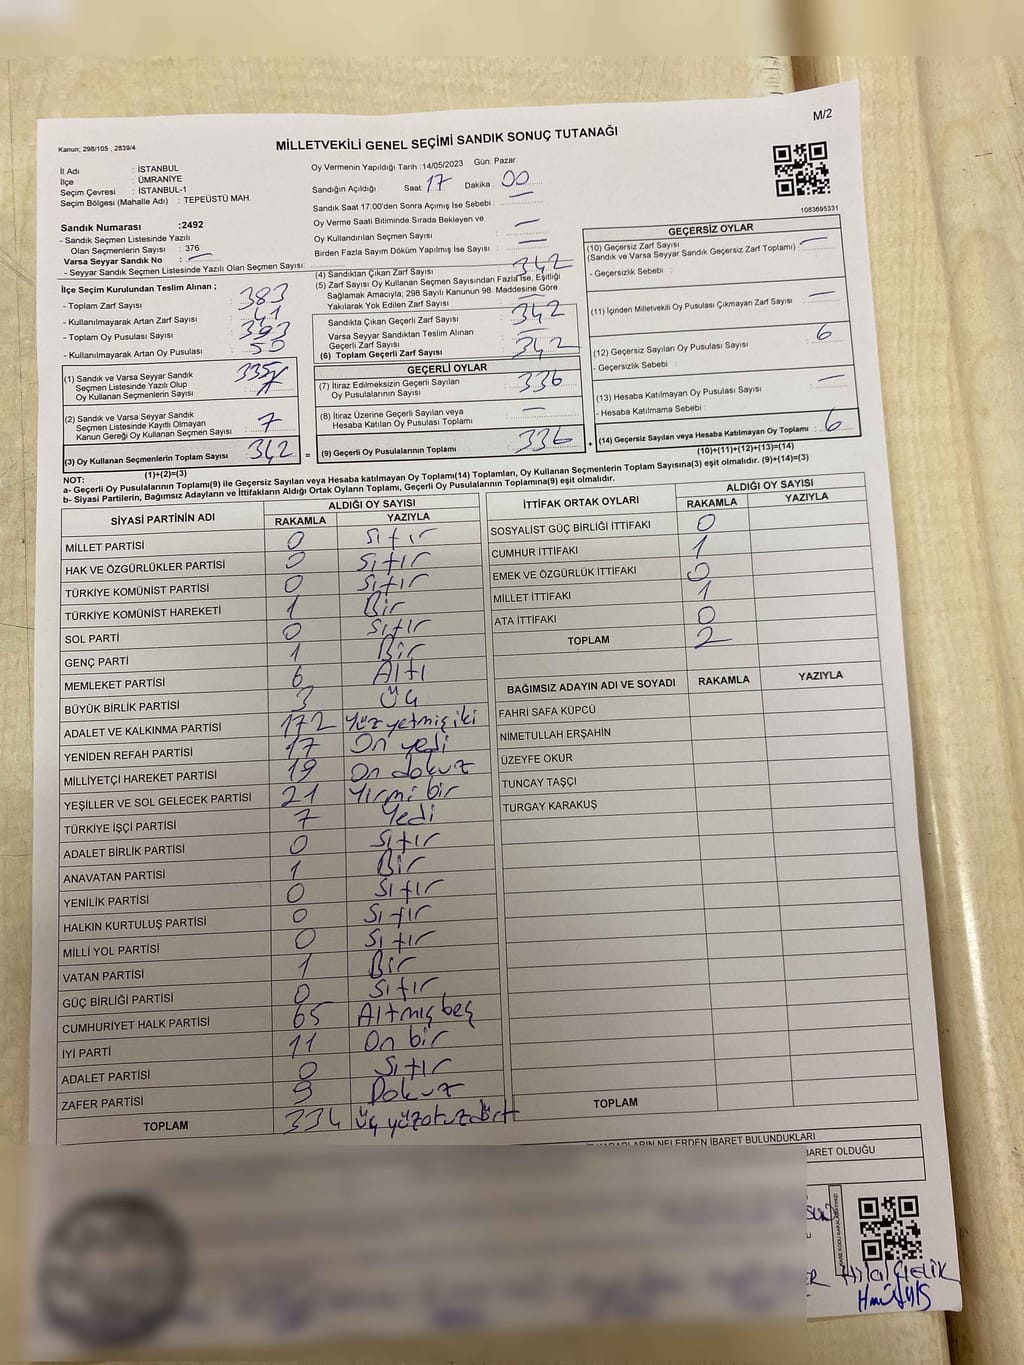 M/2
Kanun; 298/105 , 2839/4
MİLLETVEKİLİ GENEL SEÇİMİ SANDIK SONUÇ TUTANAĞI
İl Adı : İSTANBUL
İlçe : ÜMRANİYE
Seçim Çevresi : İSTANBUL-1
Seçim Bölgesi (Mahalle Adı) : TEPEÜSTÜ MAH.
Oy Vermenin Yapıldığı Tarih :14/05/2023 Gün: Pazar
Sandığın Açıldığı Saat : 17 Dakika : 00
Sandık Saat 17:00'den Sonra Açımış İse Sebebi :
Oy Verme Saati Bitiminde Sırada Bekleyen ve
Oy Kullandırılan Seçmen Sayısı : —
Birden Fazla Sayım Döküm Yapılmış İse Sayısı : —
1083695331
Sandık Numarası :2492
- Sandık Seçmen Listesinde Yazılı
Olan Seçmenlerin Sayısı : 376
Varsa Seyyar Sandık No : —
- Seyyar Sandık Seçmen Listesinde Yazılı Olan Seçmen Sayısı:
İlçe Seçim Kurulundan Teslim Alınan ;
- Toplam Zarf Sayısı : 383
- Kullanılmayarak Artan Zarf Sayısı : 41
- Toplam Oy Pusulası Sayısı : 393
- Kullanılmayarak Artan Oy Pusulası : 50
(1) Sandık ve Varsa Seyyar Sandık
Seçmen Listesinde Yazılı Olup
Oy Kullanan Seçmenlerin Sayısı : 335
(2) Sandık ve Varsa Seyyar Sandık
Seçmen Listesinde Kayıtlı Olmayan
Kanun Gereği Oy Kullanan Seçmen Sayısı : 7
(3) Oy Kullanan Seçmenlerin Toplam Sayısı : 342
(1)+(2)=(3)
(4) Sandıktan Çıkan Zarf Sayısı : 342
(5) Zarf Sayısı Oy Kullanan Seçmen Sayısından Fazla İse, Eşitliği
Sağlamak Amacıyla; 298 Sayılı Kanunun 98. Maddesine Göre
Yakılarak Yok Edilen Zarf Sayısı : —
Sandıkta Çıkan Geçerli Zarf Sayısı : 342
Varsa Seyyar Sandıktan Teslim Alınan
Geçerli Zarf Sayısı : —
(6) Toplam Geçerli Zarf Sayısı : 342
GEÇERLİ OYLAR
(7) İtiraz Edilmeksizin Geçerli Sayılan
Oy Pusulalarının Sayısı : 336
(8) İtiraz Üzerine Geçerli Sayılan veya
Hesaba Katılan Oy Pusulası Toplamı : —
(9) Geçerli Oy Pusulalarının Toplamı : 336
GEÇERSİZ OYLAR
(10) Geçersiz Zarf Sayısı : —
(Sandık ve Varsa Seyyar Sandık Geçersiz Zarf Toplamı)
- Geçersizlik Sebebi :
(11) İçinden Milletvekili Oy Pusulası Çıkmayan Zarf Sayısı : —
(12) Geçersiz Sayılan Oy Pusulası Sayısı : 6
- Geçersizlik Sebebi :
(13) Hesaba Katılmayan Oy Pusulası Sayısı : —
- Hesaba Katılmama Sebebi :
(14) Geçersiz Sayılan veya Hesaba Katılmayan Oy Toplamı : 6
(10)+(11)+(12)+(13)=(14)
NOT:
a- Geçerli Oy Pusulalarının Toplamı(9) ile Geçersiz Sayılan veya Hesaba katılmayan Oy Toplamı(14) Toplamları, Oy Kullanan Seçmenlerin Toplam Sayısına(3) eşit olmalıdır. (9)+(14)=(3)
b- Siyasi Partilerin, Bağımsız Adayların ve İttifakların Aldığı Ortak Oyların Toplamı, Geçerli Oy Pusulalarının Toplamına(9) eşit olmalıdır.
SİYASİ PARTİNİN ADI
ALDIĞI OY SAYISI
RAKAMLA YAZIYLA
MİLLET PARTİSİ 0 Sıfır
HAK VE ÖZGÜRLÜKLER PARTİSİ 0 Sıfır
TÜRKİYE KOMÜNİST PARTİSİ 0 Sıfır
TÜRKİYE KOMÜNİST HAREKETİ 1 Bir
SOL PARTİ 0 Sıfır
GENÇ PARTİ 1 Bir
MEMLEKET PARTİSİ 6 Altı
BÜYÜK BİRLİK PARTİSİ 3 Üç
ADALET VE KALKINMA PARTİSİ 172 Yüz yetmiş iki
YENİDEN REFAH PARTİSİ 17 On yedi
MİLLİYETÇİ HAREKET PARTİSİ 19 On dokuz
YEŞİLLER VE SOL GELECEK PARTİSİ 21 Yirmi bir
TÜRKİYE İŞÇİ PARTİSİ 7 Yedi
ADALET BİRLİK PARTİSİ 0 Sıfır
ANAVATAN PARTİSİ 1 Bir
YENİLİK PARTİSİ 0 Sıfır
HALKIN KURTULUŞ PARTİSİ 0 Sıfır
MİLLİ YOL PARTİSİ 0 Sıfır
VATAN PARTİSİ 1 Bir
GÜÇ BİRLİĞİ PARTİSİ 0 Sıfır
CUMHURİYET HALK PARTİSİ 65 Altmış beş
İYİ PARTİ 11 On bir
ADALET PARTİSİ 0 Sıfır
ZAFER PARTİSİ 9 Dokuz
TOPLAM 334 Üç yüzotuzdört
İTTİFAK ORTAK OYLARI
ALDIĞI OY SAYISI
RAKAMLA YAZIYLA
SOSYALİST GÜÇ BİRLİĞİ İTTİFAKI 0
CUMHUR İTTİFAKI 1
EMEK VE ÖZGÜRLÜK İTTİFAKI 0
MİLLET İTTİFAKI 1
ATA İTTİFAKI 0
TOPLAM 2
BAĞIMSIZ ADAYIN ADI VE SOYADI RAKAMLA YAZIYLA
FAHRİ SAFA KÜPCÜ
NİMETULLAH ERŞAHİN
ÜZEYFE OKUR
TUNCAY TAŞÇI
TURGAY KARAKUŞ
TOPLAM
KARARLARIN NELERDEN İBARET BULUNDUKLARI
İBARET OLDUĞU
Hilal Çelik